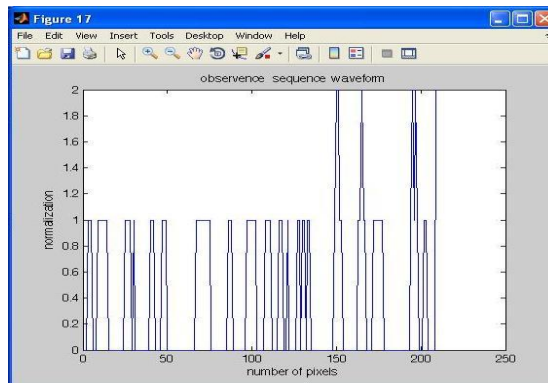 Figure 17
File Edit View Insert Tools Desktop Window Help
observence sequence waveform
2
1.8
1.6
1.4
1.2
1
0.8
0.6
0.4
0.2
0
normalization
0 50 100 150 200 250
number of pixels